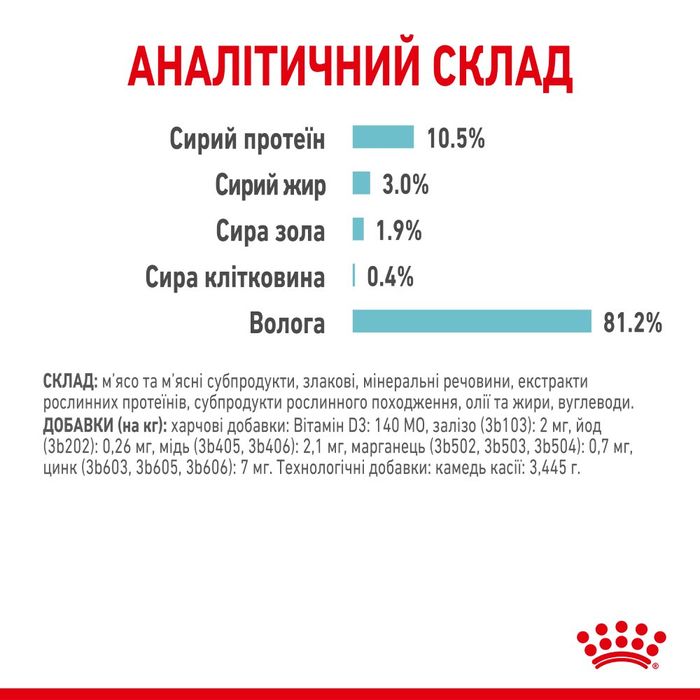 АНАЛІТИЧНИЙ СКЛАД
Сирий протеїн 10.5%
Сирий жир 3.0%
Сира зола 1.9%
Сира клітковина 0.4%
Волога 81.2%
СКЛАД: м'ясо та м'ясні субпродукти, злакові, мінеральні речовини, екстракти
рослинних протеїнів, субпродукти рослинного походження, олії та жири, вуглеводи.
ДОБАВКИ (на кг): харчові добавки: Вітамін D3: 140 МО, залізо (3b103): 2 мг, йод
(3b202): 0,26 мг, мідь (3b405, 3b406): 2,1 мг, марганець (3b502, 3b503, 3b504): 0,7 мг,
цинк (3b603, 3b605, 3b606): 7 мг. Технологічні добавки: камедь касії: 3,445 г.
®